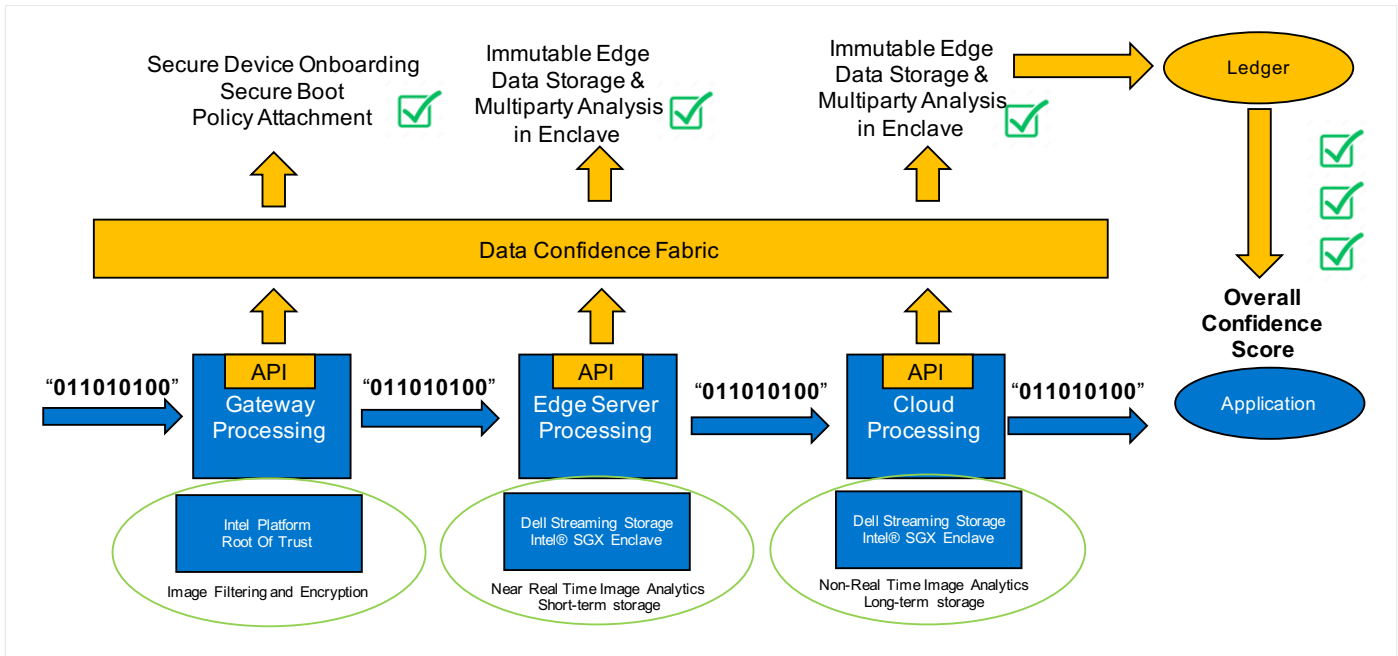 Secure Device Onboarding
Secure Boot
Policy Attachment
Immutable Edge
Data Storage &
Multiparty Analysis
in Enclave
Immutable Edge
Data Storage &
Multiparty Analysis
in Enclave
Ledger
Data Confidence Fabric
Overall
Confidence
Score
“011010100”
API
Gateway
Processing
“011010100”
API
Edge Server
Processing
“011010100”
API
Cloud
Processing
“011010100”
Application
Intel Platform
Root Of Trust
Image Filtering and Encryption
Dell Streaming Storage
Intel® SGX Enclave
Near Real Time Image Analytics
Short-term storage
Dell Streaming Storage
Intel® SGX Enclave
Non-Real Time Image Analytics
Long-term storage